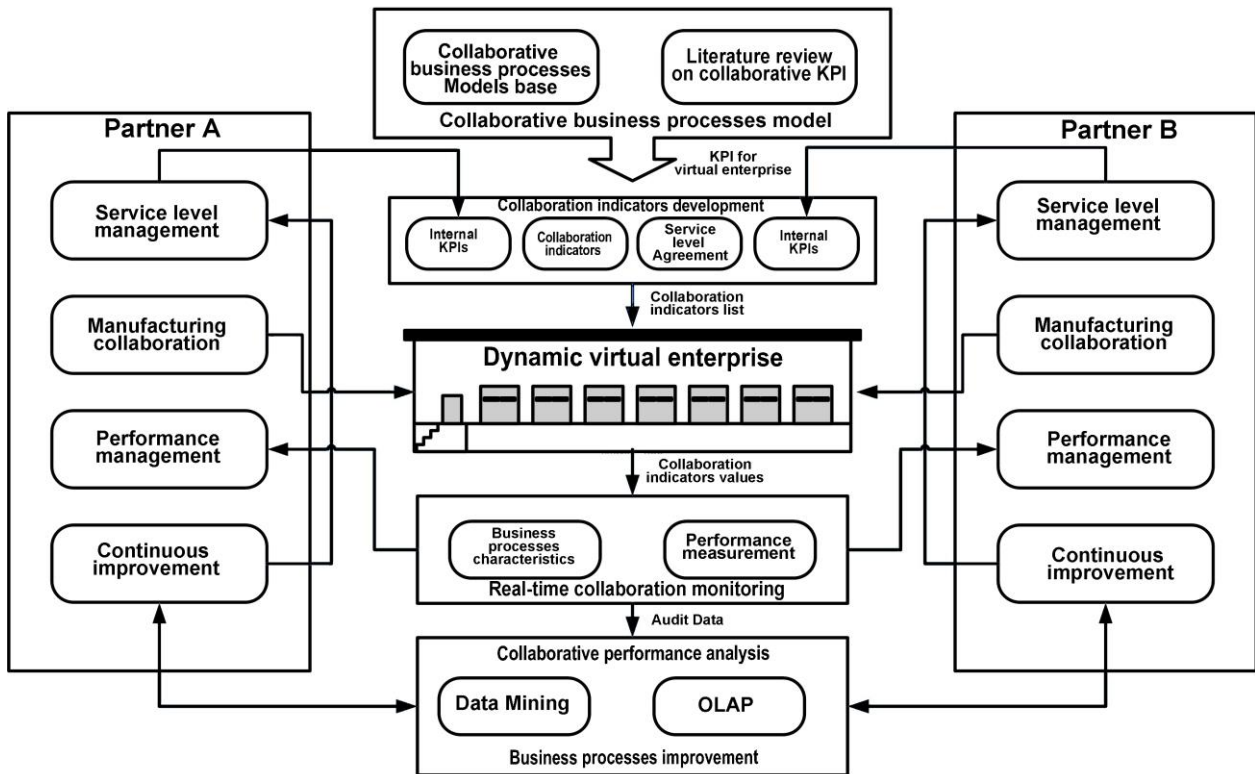 Collaborative
business processes
Models base
Literature review
on collaborative KPI
Collaborative business processes model
Partner A
Service level
management
Manufacturing
collaboration
Performance
management
Continuous
improvement
KPI for
virtual enterprise
Collaboration indicators development
Internal
KPIs
Collaboration
indicators
Service
level
Agreement
Internal
KPIs
Collaboration
indicators list
Dynamic virtual enterprise
Collaboration
indicators values
Business
processes
characteristics
Performance
measurement
Real-time collaboration monitoring
Audit Data
Collaborative performance analysis
Data Mining
OLAP
Business processes improvement
Partner B
Service level
management
Manufacturing
collaboration
Performance
management
Continuous
improvement